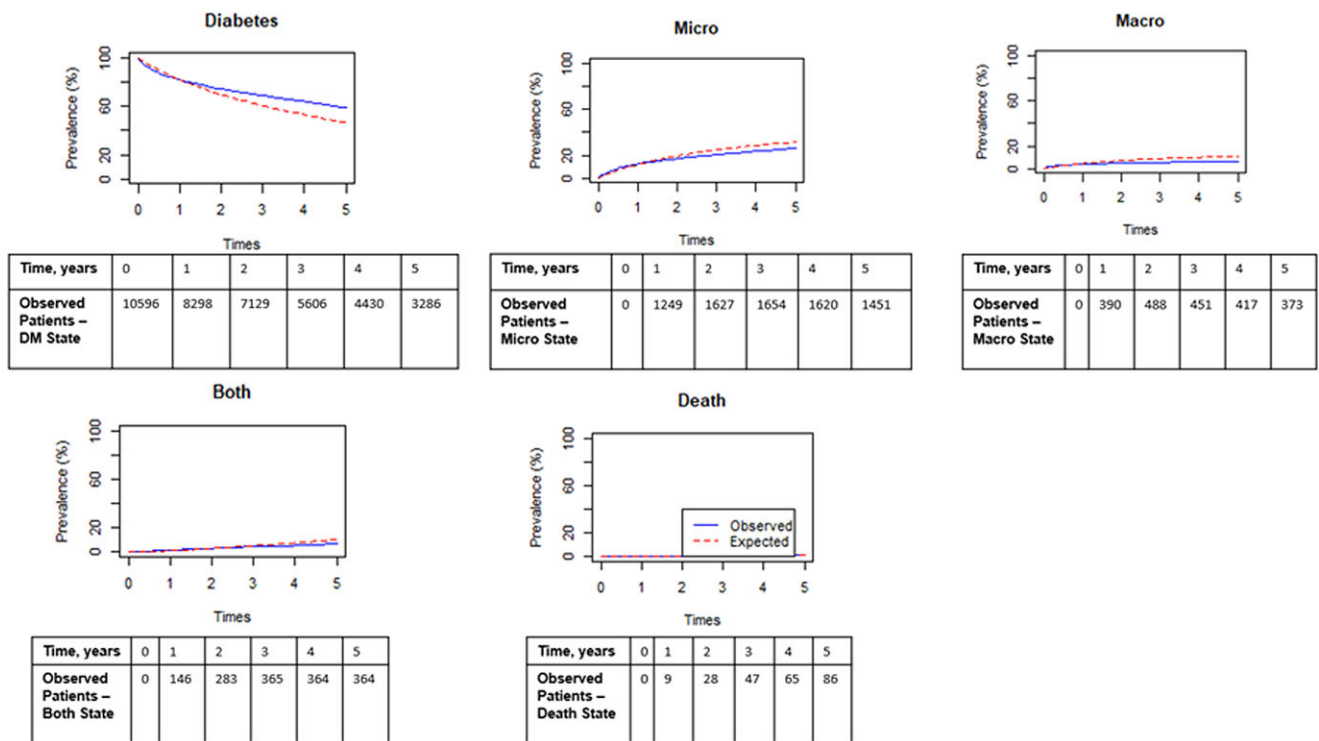 Diabetes
Prevalence (%)
100
60
20
0
0 1 2 3 4 5
Times
Time, years 0 1 2 3 4 5
Observed 10596 8298 7129 5606 4430 3286
Patients –
DM State
Micro
Prevalence (%)
100
60
20
0
0 1 2 3 4 5
Times
Time, years 0 1 2 3 4 5
Observed 0 1249 1627 1654 1620 1451
Patients –
Micro State
Macro
Prevalence (%)
100
60
20
0
0 1 2 3 4 5
Times
Time, years 0 1 2 3 4 5
Observed 0 390 488 451 417 373
Patients –
Macro State
Both
Prevalence (%)
100
60
20
0
0 1 2 3 4 5
Times
Time, years 0 1 2 3 4 5
Observed 0 146 283 365 364 364
Patients –
Both State
Death
Prevalence (%)
100
60
20
0
Observed
Expected
0 1 2 3 4 5
Times
Time, years 0 1 2 3 4 5
Observed 0 9 28 47 65 86
Patients –
Death State